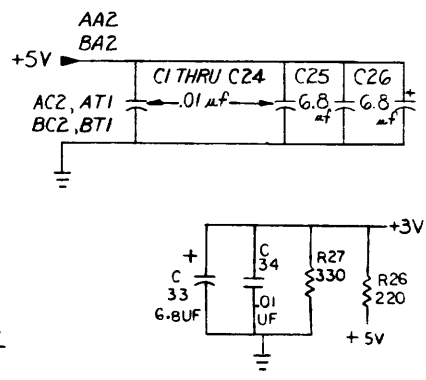 AA2
BA2
+5V
C1 THRU C24
C25
C26
AC2, AT1
.01 µf
6.8
6.8
+
BC2, BT1
µf
µf
+3V
+
C
34
R27
330
R26
220
C
33
6.8UF
.01
UF
+5V